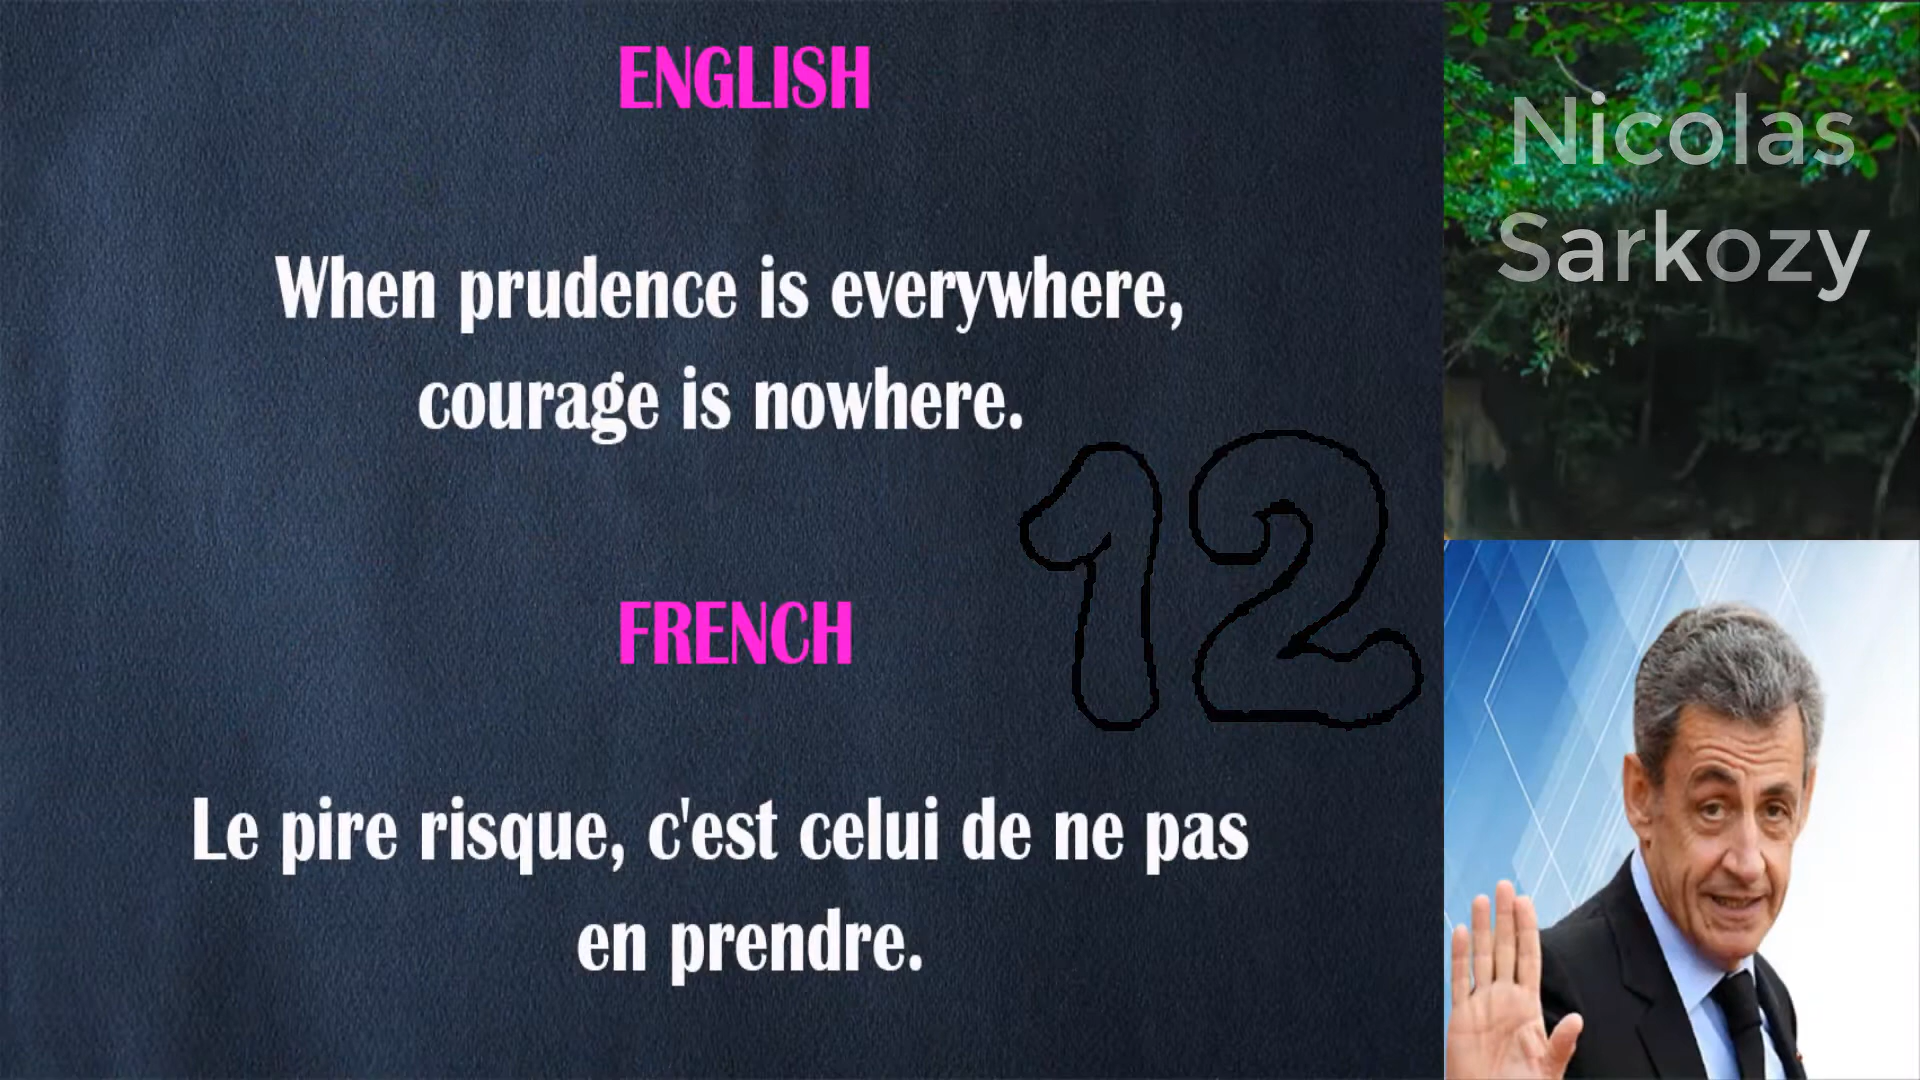 ENGLISH
When prudence is everywhere,
courage is nowhere.
12
FRENCH
Le pire risque, c'est celui de ne pas
en prendre.
Nicolas
Sarkozy